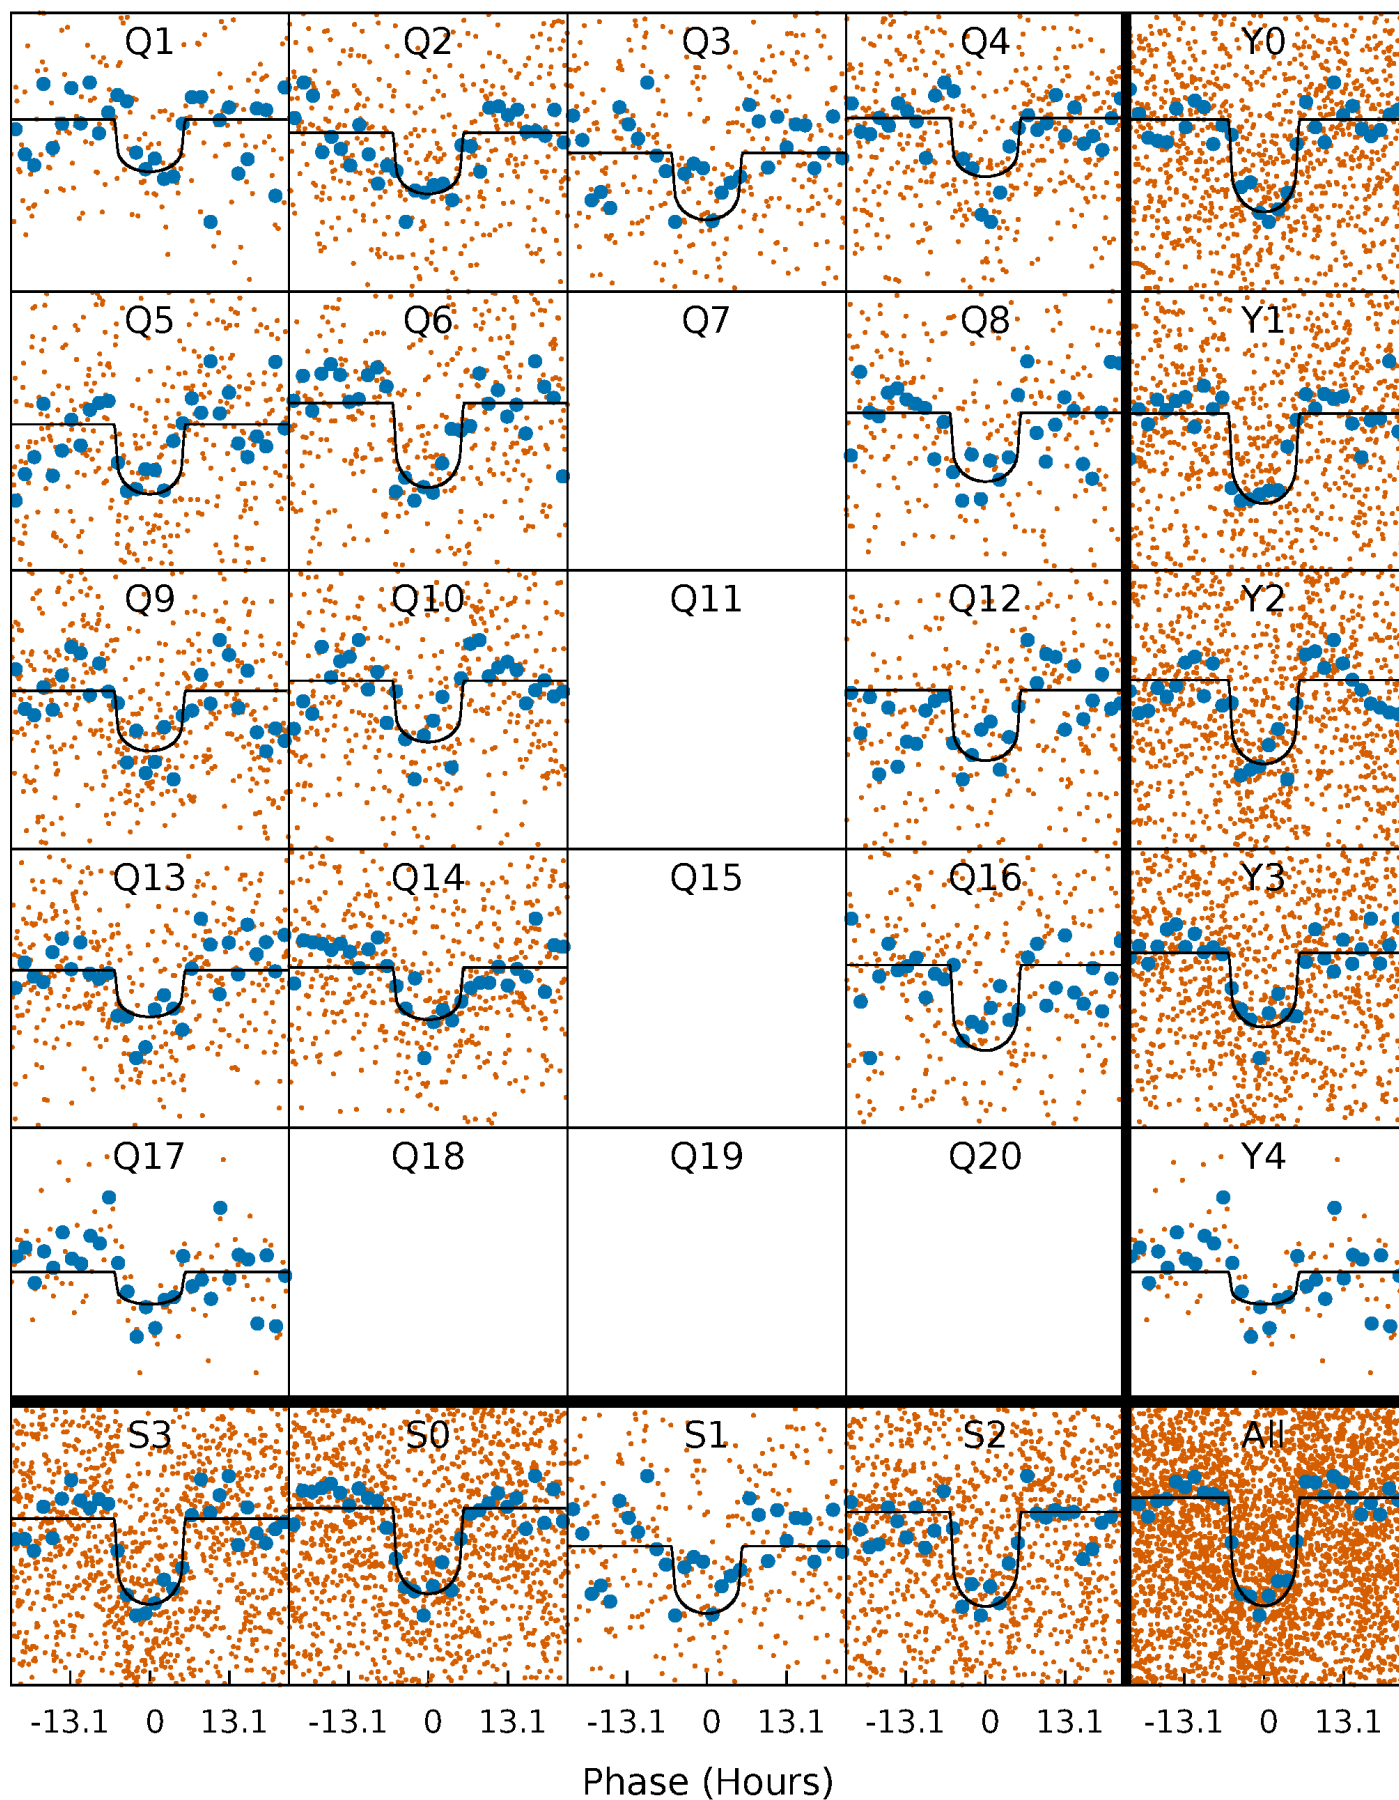 Q1 Q2 Q3 Q4 Y0
Q5 Q6 Q7 Q8 Y1
Q9 Q10 Q11 Q12 Y2
Q13 Q14 Q15 Q16 Y3
Q17 Q18 Q19 Q20 Y4
S3 S0 S1 S2 All
-13.1 0 13.1 -13.1 0 13.1 -13.1 0 13.1 -13.1 0 13.1 -13.1 0 13.1
Phase (Hours)